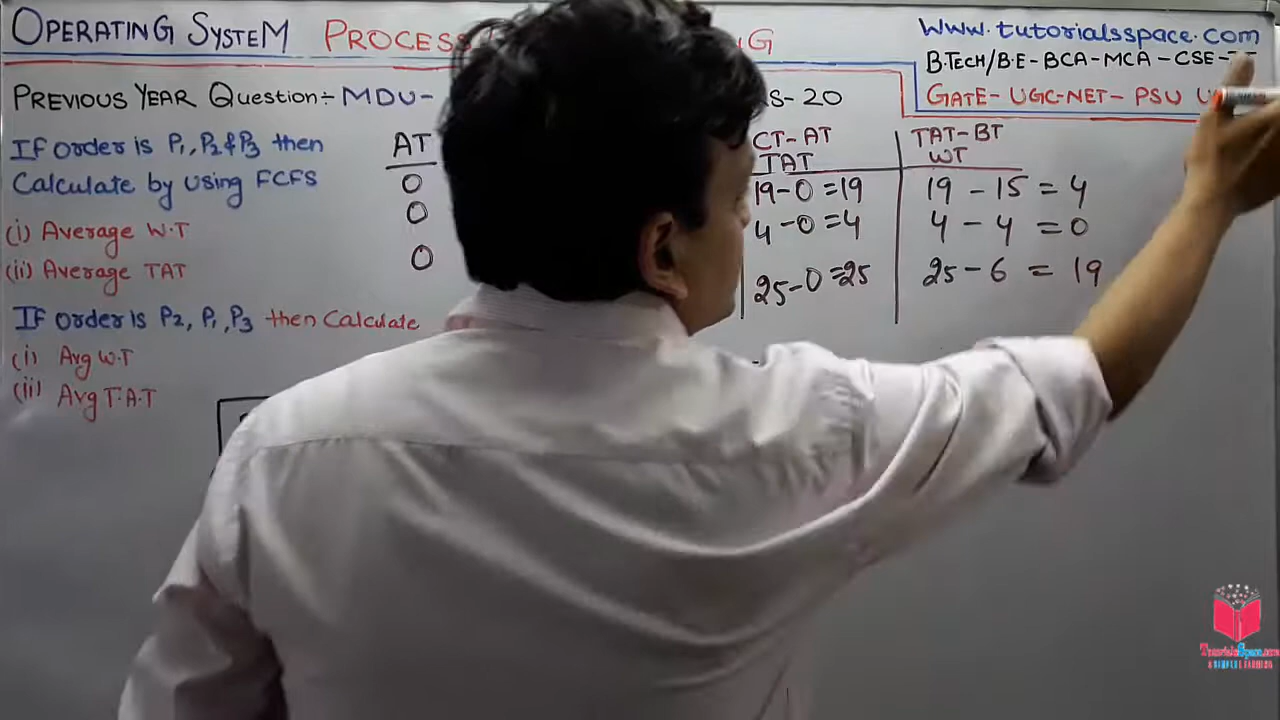 OPERATING SYSTEM PROCESS
G
www.tutorialsspace.com
B.TECH/B.E-BCA-MCA-CSE-
GATE- UGC-NET- PSU
PREVIOUS YEAR Question:- MDU-
S-20
If order is P1, P2 & P3 then
Calculate by using FCFS
(i) Average W.T
(ii) Average TAT
If order is P2, P1, P3 then Calculate
(i) Avg W.T
(ii) Avg T.A.T
AT
0
0
0
CT-AT
TAT
19-0=19
4-0=4
25-0=25
TAT-BT
WT
19-15=4
4-4=0
25-6=19
TutorialsSpace.com